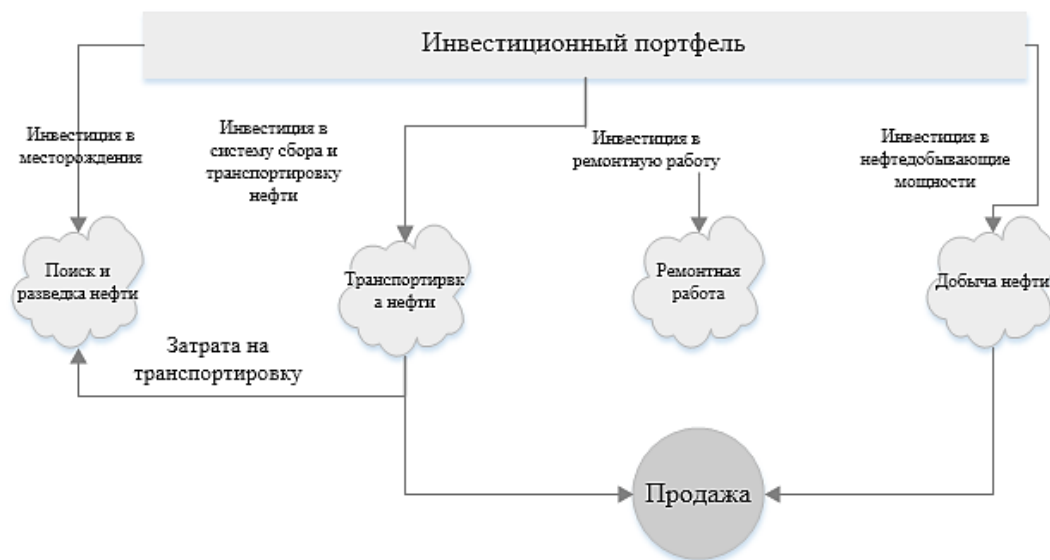 Инвестиционный портфель
Инвестиция в
месторождения
Инвестиция в
систему сбора и
транспортировку
нефти
Инвестиция в
ремонтную работу
Инвестиция в
нефтедобывающие
мощности
Поиск и
разведка нефти
Транспортирвк
а нефти
Ремонтная
работа
Добыча нефти
Затрата на
транспортировку
Продажа